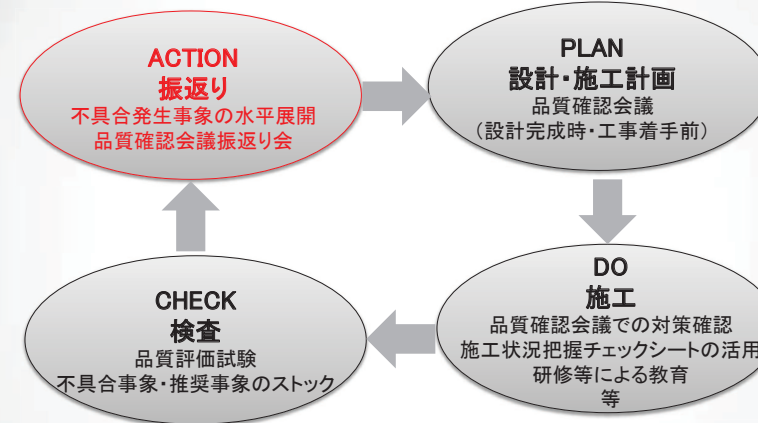 ACTION
振返り
不具合発生事象の水平展開
品質確認会議振返り会
PLAN
設計・施工計画
品質確認会議
（設計完成時・工事着手前）
DO
施工
品質確認会議での対策確認
施工状況把握チェックシートの活用
研修等による教育
等
CHECK
検査
品質評価試験
不具合事象・推奨事象のストック